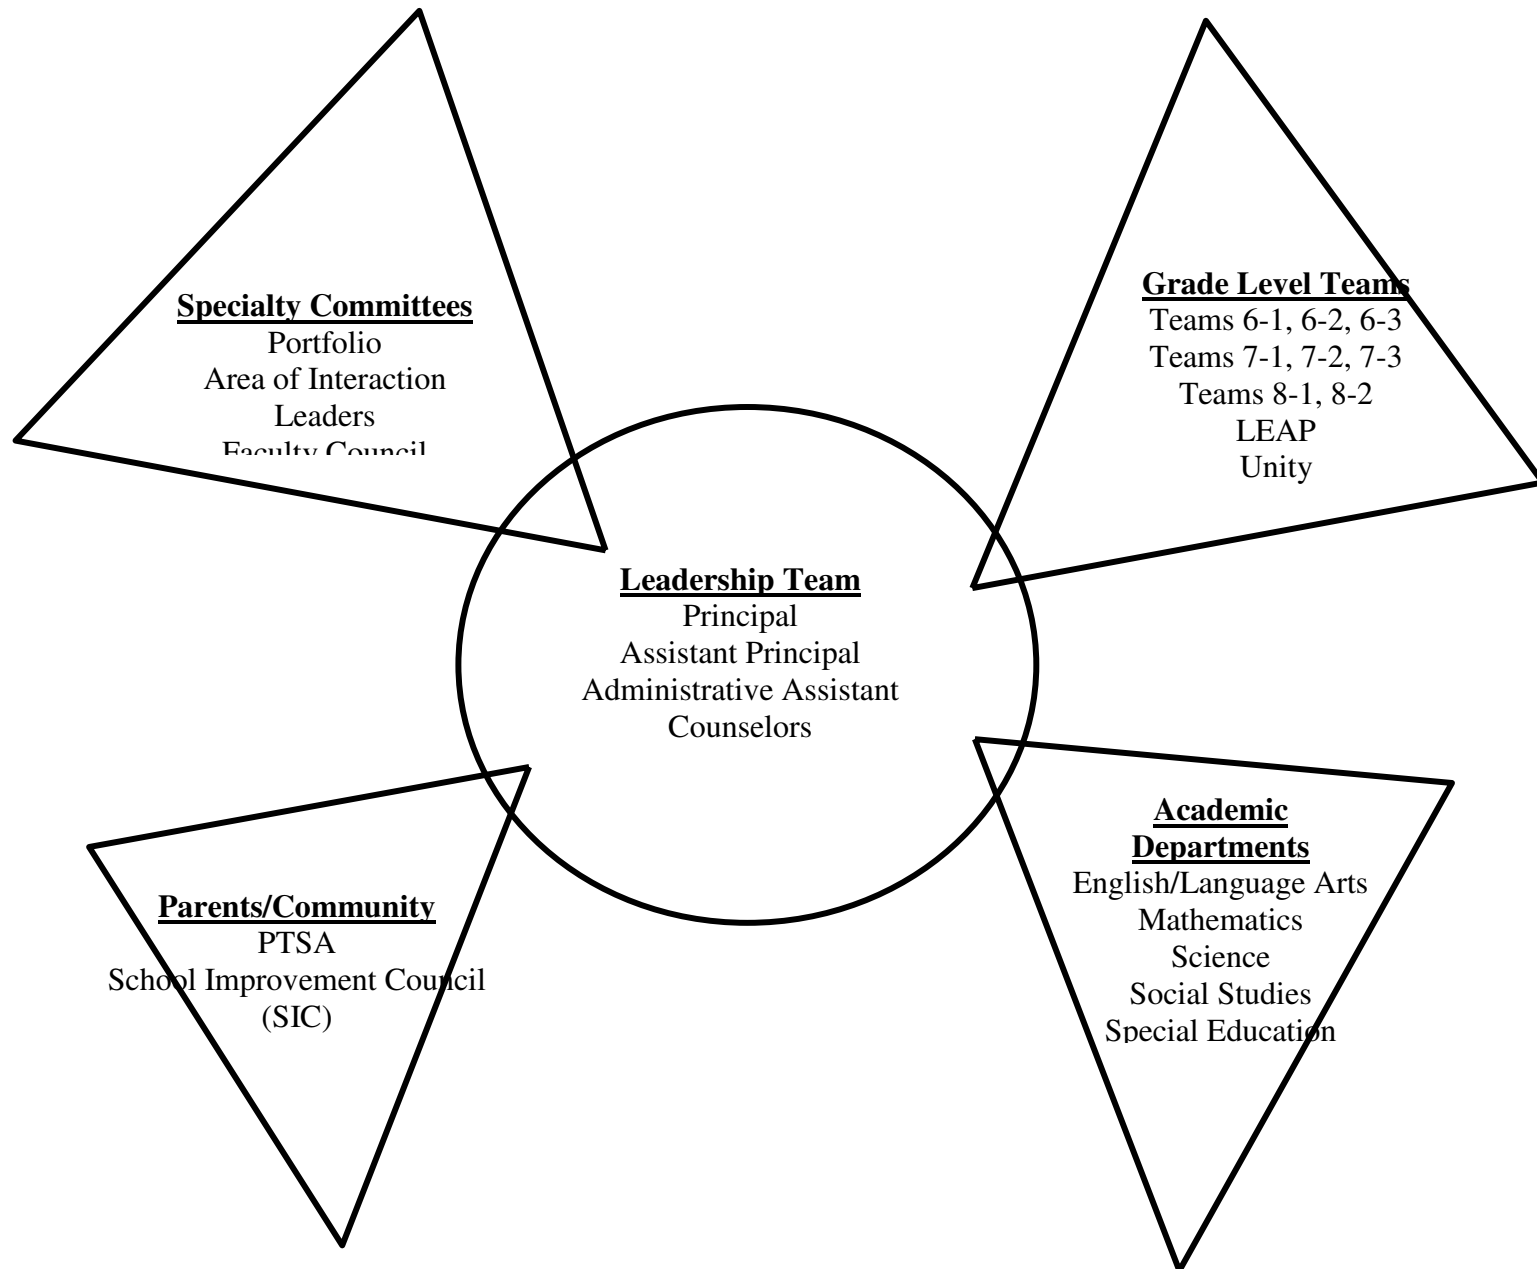 Specialty Committees
Portfolio
Area of Interaction
Leaders
Faculty Council
Grade Level Teams
Teams 6-1, 6-2, 6-3
Teams 7-1, 7-2, 7-3
Teams 8-1, 8-2
LEAP
Unity
Leadership Team
Principal
Assistant Principal
Administrative Assistant
Counselors
Parents/Community
PTSA
School Improvement Council
(SIC)
Academic
Departments
English/Language Arts
Mathematics
Science
Social Studies
Special Education